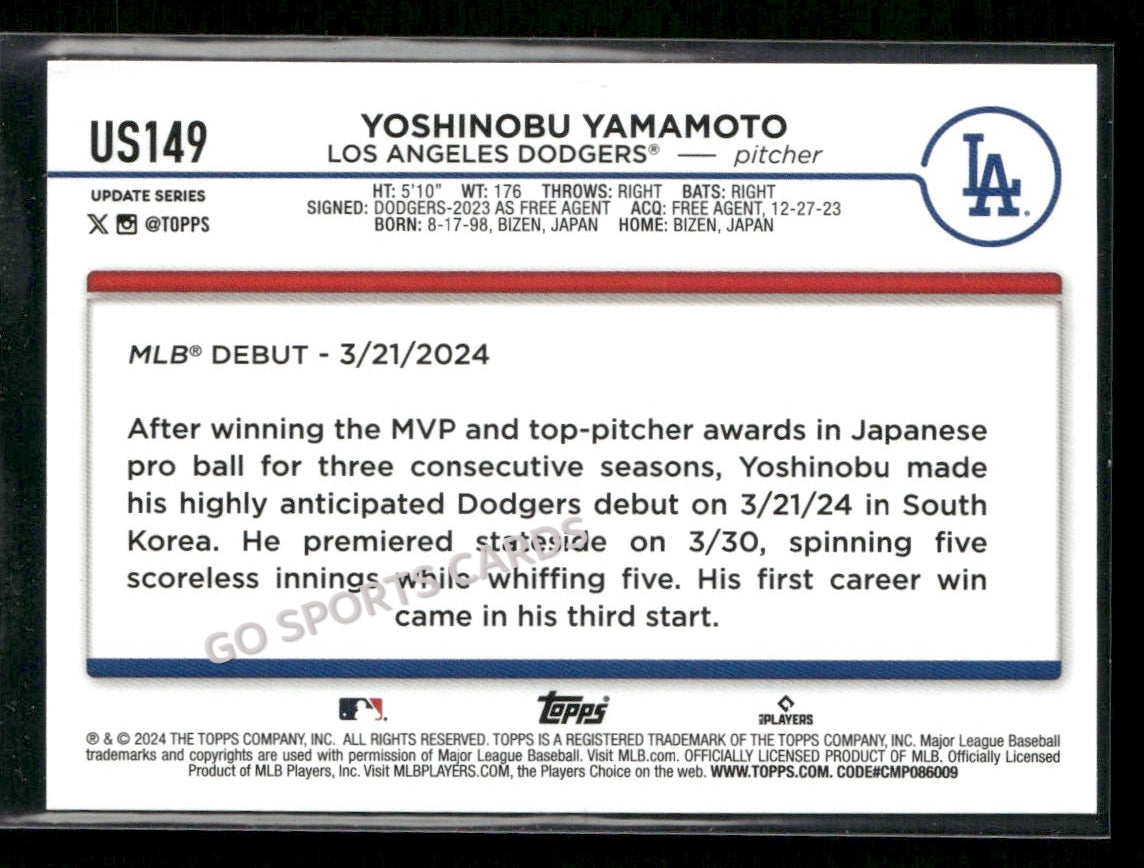 US149
YOSHINOBU YAMAMOTO
LOS ANGELES DODGERS® — pitcher
LA
UPDATE SERIES
@TOPPS
HT: 5'10" WT: 176 THROWS: RIGHT BATS: RIGHT
SIGNED: DODGERS-2023 AS FREE AGENT ACQ: FREE AGENT, 12-27-23
BORN: 8-17-98, BIZEN, JAPAN HOME: BIZEN, JAPAN
MLB® DEBUT - 3/21/2024
After winning the MVP and top-pitcher awards in Japanese
pro ball for three consecutive seasons, Yoshinobu made
his highly anticipated Dodgers debut on 3/21/24 in South
Korea. He premiered stateside on 3/30, spinning five
scoreless innings while whiffing five. His first career win
came in his third start.
GO SPORTS CARDS
Topps
PLAYERS
® & © 2024 THE TOPPS COMPANY, INC. ALL RIGHTS RESERVED. TOPPS IS A REGISTERED TRADEMARK OF THE TOPPS COMPANY, INC. Major League Baseball
trademarks and copyrights are used with permission of Major League Baseball. Visit MLB.com. OFFICIALLY LICENSED PRODUCT OF MLB. Officially Licensed
Product of MLB Players, Inc. Visit MLBPLAYERS.COM, the Players Choice on the web. WWW.TOPPS.COM. CODE#CMP086009